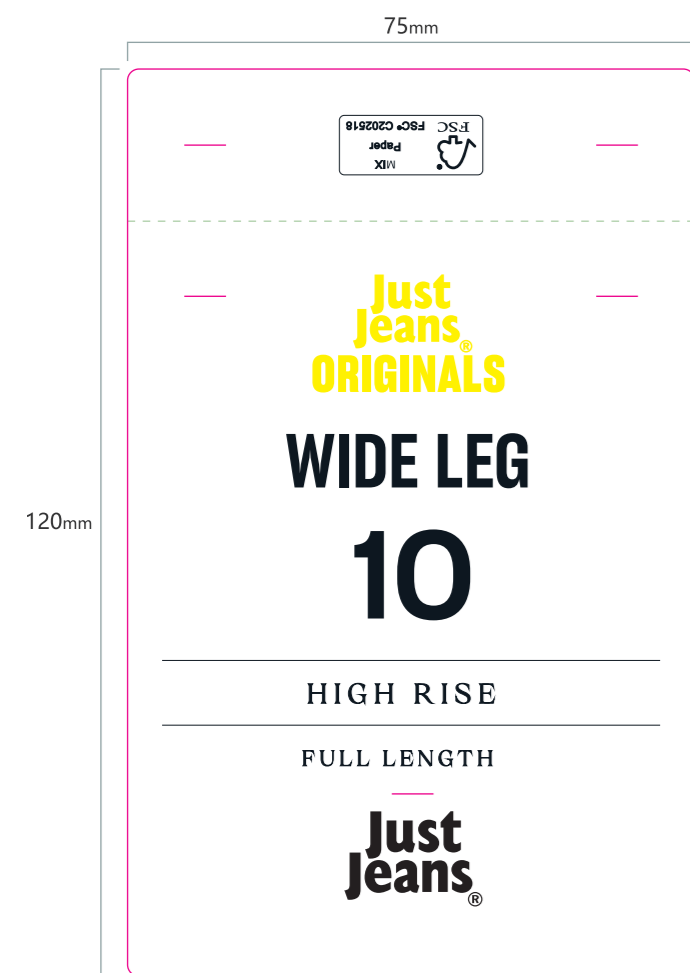 75mm
FSC
MIX
Paper
FSC® C202518
Just
Jeans®
ORIGINALS
WIDE LEG
120mm
10
HIGH RISE
FULL LENGTH
Just
Jeans®